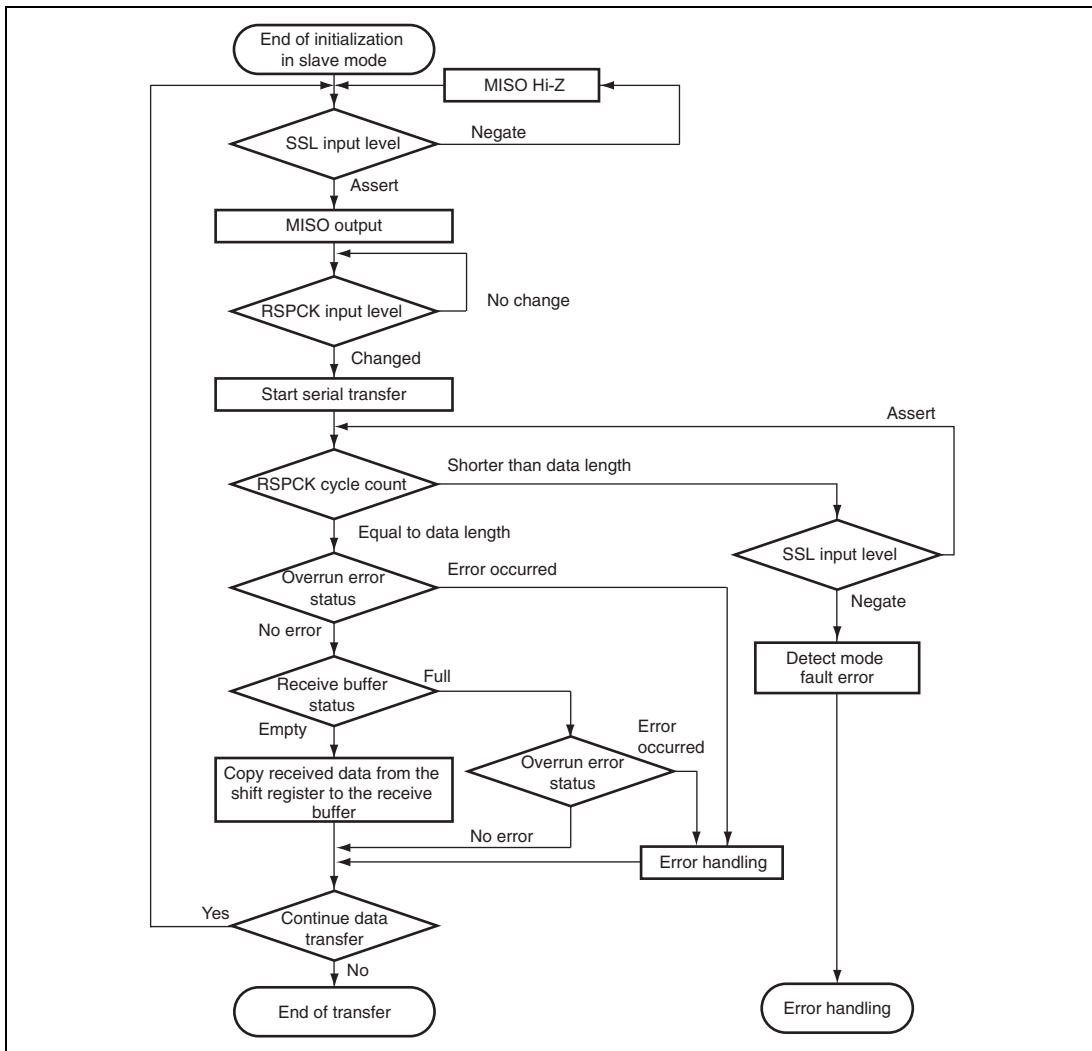 End of initialization
in slave mode
MISO Hi-Z
SSL input level
Negate
Assert
MISO output
RSPCK input level
No change
Changed
Start serial transfer
Assert
RSPCK cycle count
Shorter than data length
Equal to data length
SSL input level
Overrun error
status
Error occurred
Negate
No error
Detect mode
fault error
Receive buffer
status
Full
Empty
Error
occurred
Overrun error
status
Copy received data from the
shift register to the receive
buffer
No error
Error handling
Yes
Continue data
transfer
No
End of transfer
Error handling